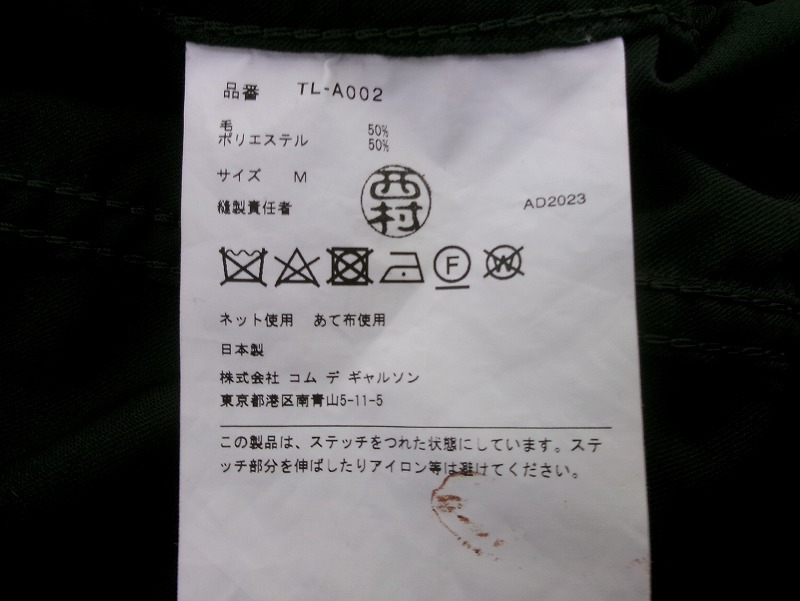 品番 TL-A002
毛 50%
ポリエステル 50%
サイズ M
西村
縫製責任者
AD2023
F
W
ネット使用 あて布使用
日本製
株式会社 コム デ ギャルソン
東京都港区南青山5-11-5
この製品は、ステッチをつれた状態にしています。ステ
ッチ部分を伸ばしたりアイロン等は避けてください。